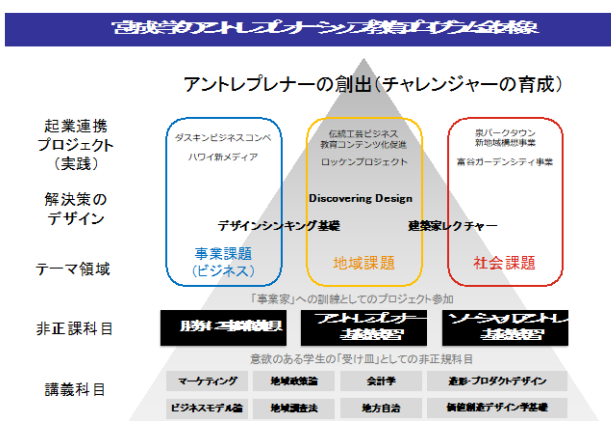 アントレプレナーの創出(チャレンジャーの育成)
起業連携
プロジェクト
(実践)
ダスキンビジネスコンペ
ハワイ新メディア
伝統工芸ビジネス
教育コンテンツ化促進
ロッケンプロジェクト
泉パークタウン
新地域構想事業
富谷ガーデンシティ事業
解決策の
デザイン
Discovering Design
デザインシンキング基礎
建築家レクチャー
テーマ領域
事業課題
(ビジネス)
地域課題
社会課題
「事業家」への訓練としてのプロジェクト参加
非正課科目
意欲のある学生の「受け皿」としての非正規科目
講義科目
マーケティング
地域政策論
会計学
造形・プロダクトデザイン
ビジネスモデル論
地域調査法
地方自治
価値創造デザイン学基礎